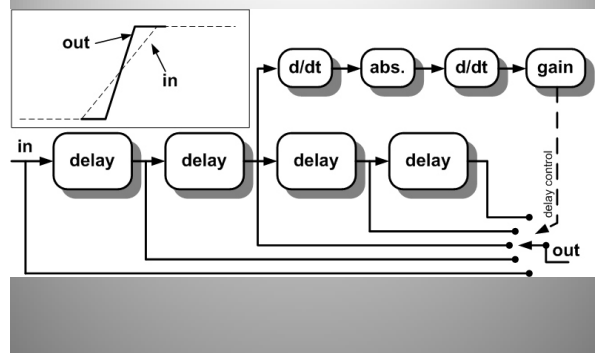 out
in
d/dt
abs.
d/dt
gain
in
delay
delay
delay
delay
delay control
out